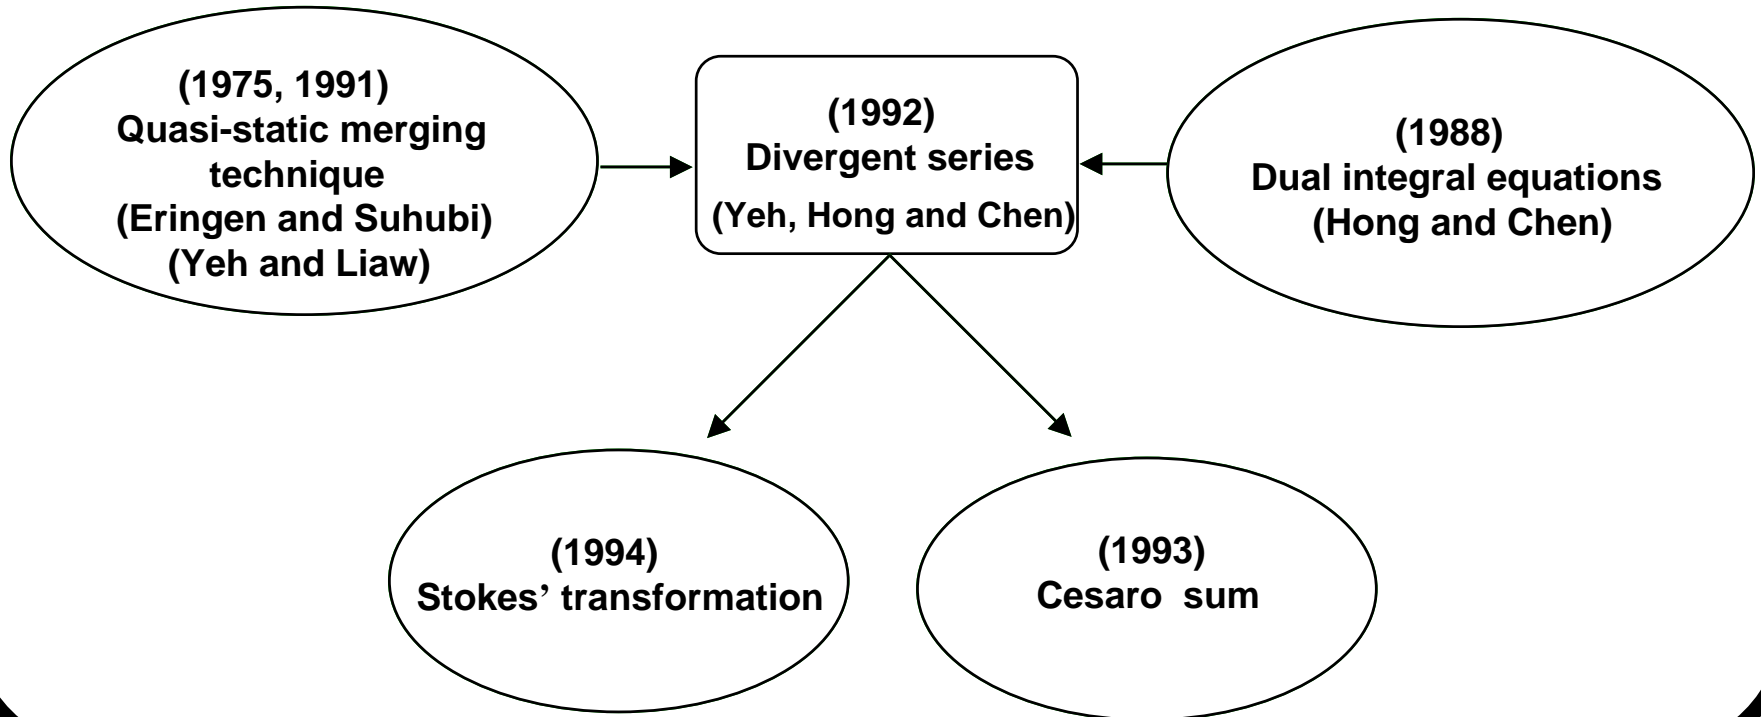 (1975, 1991)
Quasi-static merging
technique
(Eringen and Suhubi)
(Yeh and Liaw)
(1992)
Divergent series
(Yeh, Hong and Chen)
(1988)
Dual integral equations
(Hong and Chen)
(1994)
Stokes’ transformation
(1993)
Cesaro  sum